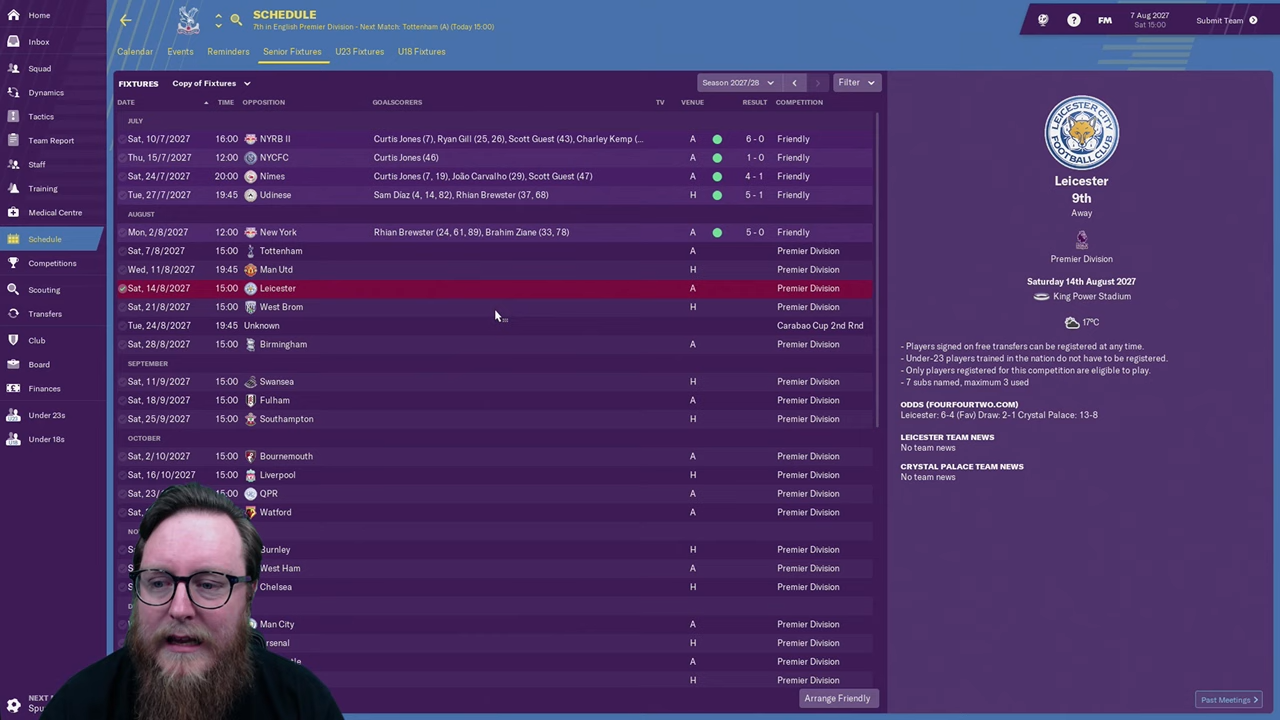 Home
Inbox
Squad
Dynamics
Tactics
Team Report
Staff
Training
Medical Centre
Schedule
Competitions
Scouting
Transfers
Club
Board
Finances
Under 23s
Under 18s
SCHEDULE
7th in English Premier Division - Next Match: Tottenham (A) (Today 15:00)
? FM 7 Aug 2027
Sat 15:00
Submit Team
Calendar Events Reminders Senior Fixtures U23 Fixtures U18 Fixtures
FIXTURES Copy of Fixtures Season 2027/28 Filter
DATE TIME OPPOSITION GOALSCORERS TV VENUE RESULT COMPETITION
JULY
Sat, 10/7/2027 16:00 NYRB II Curtis Jones (7), Ryan Gill (25, 26), Scott Guest (43), Charley Kemp (... A 6 - 0 Friendly
Thu, 15/7/2027 12:00 NYCFC Curtis Jones (46) A 1 - 0 Friendly
Sat, 24/7/2027 20:00 Nîmes Curtis Jones (7, 19), João Carvalho (29), Scott Guest (47) A 4 - 1 Friendly
Tue, 27/7/2027 19:45 Udinese Sam Díaz (4, 14, 82), Rhian Brewster (37, 68) H 5 - 1 Friendly
AUGUST
Mon, 2/8/2027 12:00 New York Rhian Brewster (24, 61, 89), Brahim Ziane (33, 78) A 5 - 0 Friendly
Sat, 7/8/2027 15:00 Tottenham A Premier Division
Wed, 11/8/2027 19:45 Man Utd H Premier Division
Sat, 14/8/2027 15:00 Leicester A Premier Division
Sat, 21/8/2027 15:00 West Brom H Premier Division
Tue, 24/8/2027 19:45 Unknown Carabao Cup 2nd Rnd
Sat, 28/8/2027 15:00 Birmingham A Premier Division
SEPTEMBER
Sat, 11/9/2027 15:00 Swansea H Premier Division
Sat, 18/9/2027 15:00 Fulham A Premier Division
Sat, 25/9/2027 15:00 Southampton H Premier Division
OCTOBER
Sat, 2/10/2027 15:00 Bournemouth A Premier Division
Sat, 16/10/2027 15:00 Liverpool H Premier Division
Sat, 23/ 15:00 QPR A Premier Division
15:00 Watford A Premier Division
Burnley H Premier Division
West Ham A Premier Division
Chelsea H Premier Division
Man City A Premier Division
H Premier Division
A Premier Division
H Premier Division
Arrange Friendly
LEICESTER CITY
FOOTBALL CLUB
Leicester
9th
Away
Premier Division
Saturday 14th August 2027
King Power Stadium
17°C
- Players signed on free transfers can be registered at any time.
- Under-23 players trained in the nation do not have to be registered.
- Only players registered for this competition are eligible to play.
- 7 subs named, maximum 3 used
ODDS (FOURFOURTWO.COM)
Leicester: 6-4 (Fav) Draw: 2-1 Crystal Palace: 13-8
LEICESTER TEAM NEWS
No team news
CRYSTAL PALACE TEAM NEWS
No team news
Past Meetings